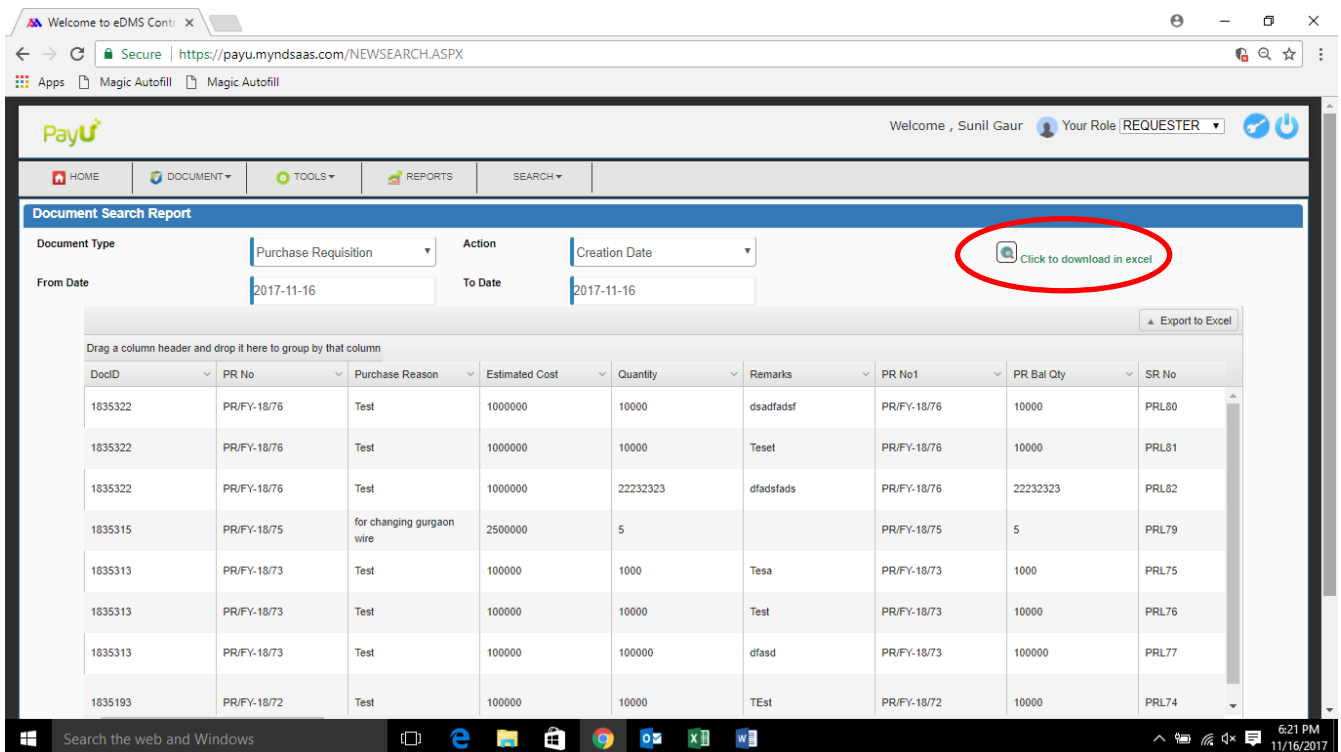 Welcome to eDMS Contr
Secure | https://payu.myndsaas.com/NEWSEARCH.ASPX
Apps Magic Autofill Magic Autofill
PayU
Welcome , Sunil Gaur Your Role REQUESTER
HOME DOCUMENT TOOLS REPORTS SEARCH
Document Search Report
Document Type Purchase Requisition Action Creation Date Click to download in excel
From Date 2017-11-16 To Date 2017-11-16
Export to Excel
Drag a column header and drop it here to group by that column
DocID PR No Purchase Reason Estimated Cost Quantity Remarks PR No1 PR Bal Qty SR No
1835322 PR/FY-18/76 Test 1000000 10000 dsadfadsf PR/FY-18/76 10000 PRL80
1835322 PR/FY-18/76 Test 1000000 10000 Teset PR/FY-18/76 10000 PRL81
1835322 PR/FY-18/76 Test 1000000 22232323 dfadsfads PR/FY-18/76 22232323 PRL82
1835315 PR/FY-18/75 for changing gurgaon wire 2500000 5 PR/FY-18/75 5 PRL79
1835313 PR/FY-18/73 Test 100000 1000 Tesa PR/FY-18/73 1000 PRL75
1835313 PR/FY-18/73 Test 100000 10000 Test PR/FY-18/73 10000 PRL76
1835313 PR/FY-18/73 Test 100000 100000 dfasd PR/FY-18/73 100000 PRL77
1835193 PR/FY-18/72 Test 100000 10000 TEst PR/FY-18/72 10000 PRL74
Search the web and Windows
6:21 PM
11/16/2017